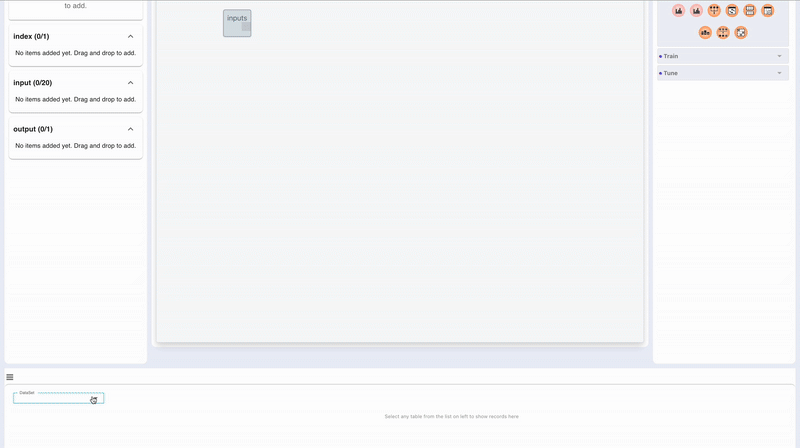 to add.
index (0/1)
No items added yet. Drag and drop to add.
input (0/20)
No items added yet. Drag and drop to add.
output (0/1)
No items added yet. Drag and drop to add.
inputs
Train
Tune
Select any table from the list on left to show records here